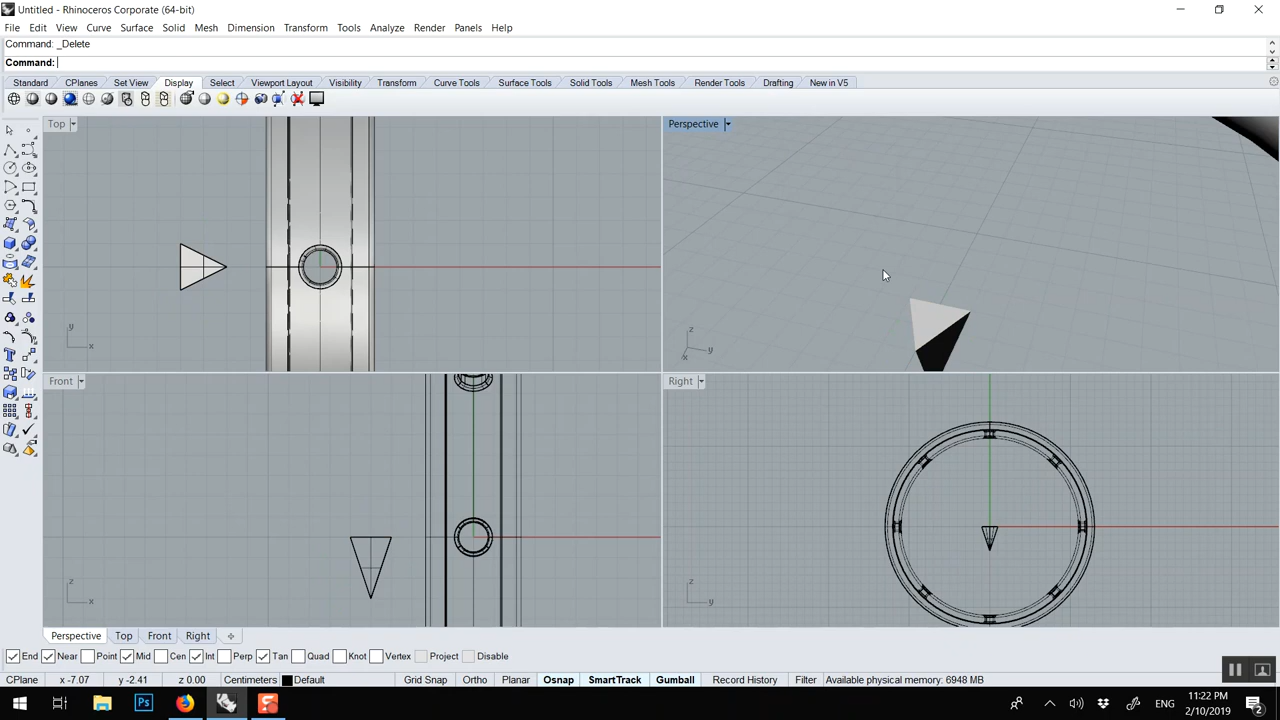 Untitled - Rhinoceros Corporate (64-bit)
File Edit View Curve Surface Solid Mesh Dimension Transform Tools Analyze Render Panels Help
Command: _Delete
Command:
Standard CPlanes Set View Display Select Viewport Layout Visibility Transform Curve Tools Surface Tools Solid Tools Mesh Tools Render Tools Drafting New in V5
Top Perspective
y x z x y
Front Right
z x z y
Perspective Top Front Right
End Near Point Mid Cen Int Perp Tan Quad Knot Vertex Project Disable
CPlane x -7.07 y -2.41 z 0.00 Centimeters Default Grid Snap Ortho Planar Osnap SmartTrack Gumball Record History Filter Available physical memory: 6948 MB
Ps S ENG 11:22 PM
2/10/2019 2